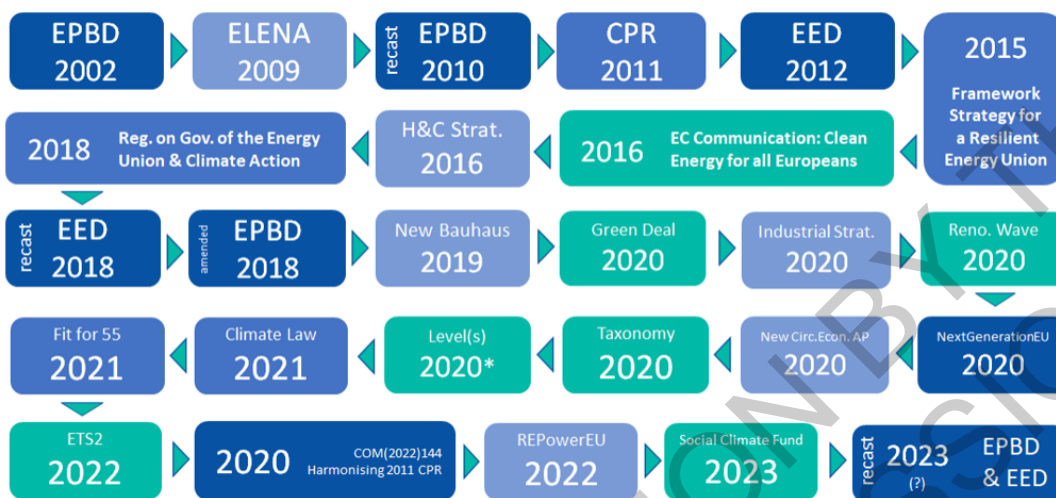 EPBD
2002
ELENA
2009
recast
EPBD
2010
CPR
2011
EED
2012
2015
Framework
Strategy for
a Resilient
Energy Union
2016
EC Communication: Clean
Energy for all Europeans
H&C Strat.
2016
2018
Reg. on Gov. of the Energy
Union & Climate Action
recast
EED
2018
amended
EPBD
2018
New Bauhaus
2019
Green Deal
2020
Industrial Strat.
2020
Reno. Wave
2020
NextGenerationEU
2020
New Circ.Econ. AP
2020
Taxonomy
2020
Level(s)
2020*
Climate Law
2021
Fit for 55
2021
ETS2
2022
2020
COM(2022)144
Harmonising 2011 CPR
REPowerEU
2022
Social Climate Fund
2023
recast
2023
(?)
EPBD
& EED
ON BY TH